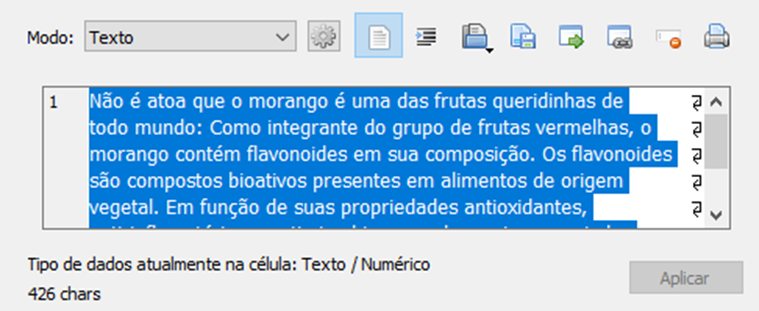 Modo: Texto
1 Não é atoa que o morango é uma das frutas queridinhas de
todo mundo: Como integrante do grupo de frutas vermelhas, o
morango contém flavonoides em sua composição. Os flavonoides
são compostos bioativos presentes em alimentos de origem
vegetal. Em função de suas propriedades antioxidantes,
Tipo de dados atualmente na célula: Texto / Numérico
Aplicar
426 chars